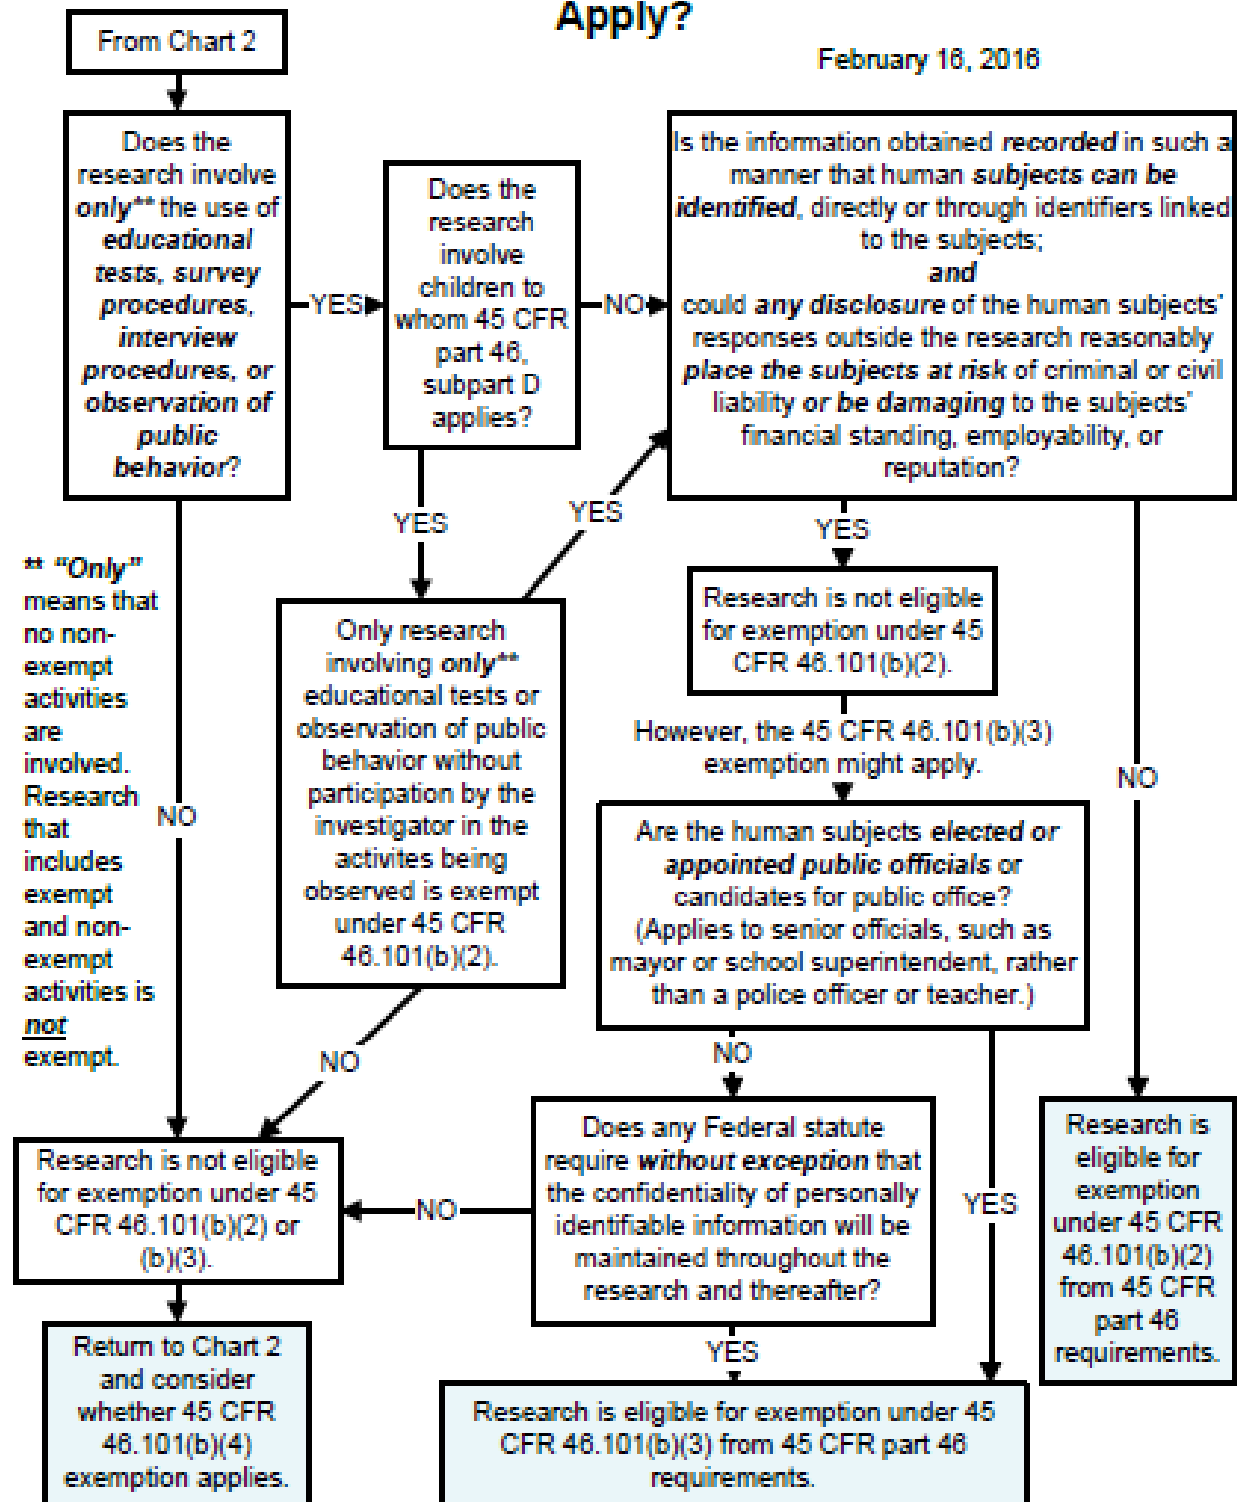 Apply?
February 16, 2016
From Chart 2
Does the
research involve
only** the use of
educational
tests, survey
procedures,
interview
procedures, or
observation of
public
behavior?
YES
Does the
research
involve
children to
whom 45 CFR
part 46,
subpart D
applies?
NO
Is the information obtained recorded in such a
manner that human subjects can be
identified, directly or through identifiers linked
to the subjects;
and
could any disclosure of the human subjects'
responses outside the research reasonably
place the subjects at risk of criminal or civil
liability or be damaging to the subjects'
financial standing, employability, or
reputation?
YES
YES
YES
NO
** "Only"
means that
no non-
exempt
activities
are
involved.
Research
that
includes
exempt
and non-
exempt
activities is
not
exempt.
NO
Only research
involving only**
educational tests or
observation of public
behavior without
participation by the
investigator in the
activites being
observed is exempt
under 45 CFR
46.101(b)(2).
NO
Research is not eligible
for exemption under 45
CFR 46.101(b)(2).
However, the 45 CFR 46.101(b)(3)
exemption might apply.
Are the human subjects elected or
appointed public officials or
candidates for public office?
(Applies to senior officials, such as
mayor or school superintendent, rather
than a police officer or teacher.)
NO
YES
Does any Federal statute
require without exception that
the confidentiality of personally
identifiable information will be
maintained throughout the
research and thereafter?
NO
YES
Research is not eligible
for exemption under 45
CFR 46.101(b)(2) or
(b)(3).
Return to Chart 2
and consider
whether 45 CFR
46.101(b)(4)
exemption applies.
Research is eligible for exemption under 45
CFR 46.101(b)(3) from 45 CFR part 46
requirements.
Research is
eligible for
exemption
under 45 CFR
46.101(b)(2)
from 45 CFR
part 46
requirements.